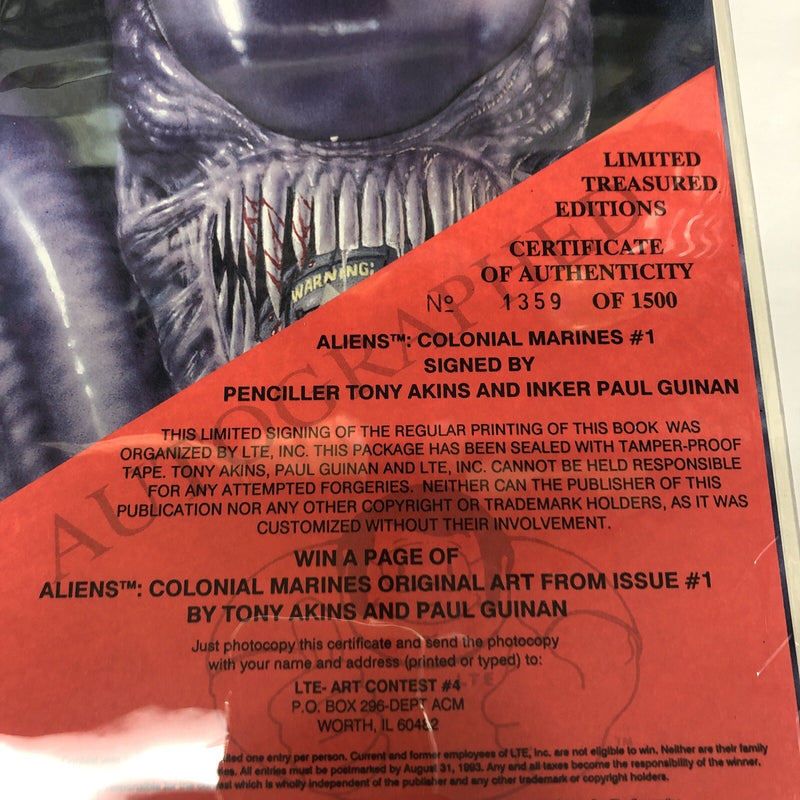 WARNING:
LIMITED
TREASURED
EDITIONS
CERTIFICATE
OF AUTHENTICITY
Nº 1359 OF 1500
AUTOGRAPHED
ALIENS™: COLONIAL MARINES #1
SIGNED BY
PENCILLER TONY AKINS AND INKER PAUL GUINAN
THIS LIMITED SIGNING OF THE REGULAR PRINTING OF THIS BOOK WAS
ORGANIZED BY LTE, INC. THIS PACKAGE HAS BEEN SEALED WITH TAMPER-PROOF
TAPE. TONY AKINS, PAUL GUINAN AND LTE, INC. CANNOT BE HELD RESPONSIBLE
FOR ANY ATTEMPTED FORGERIES. NEITHER CAN THE PUBLISHER OF THIS
PUBLICATION NOR ANY OTHER COPYRIGHT OR TRADEMARK HOLDERS, AS IT WAS
CUSTOMIZED WITHOUT THEIR INVOLVEMENT.
WIN A PAGE OF
ALIENS™: COLONIAL MARINES ORIGINAL ART FROM ISSUE #1
BY TONY AKINS AND PAUL GUINAN
Just photocopy this certificate and send the photocopy
with your name and address (printed or typed) to:
LTE- ART CONTEST #4
P.O. BOX 296-DEPT ACM
WORTH, IL 60482
LTE
TM
one entry per person. Current and former employees of LTE, Inc. are not eligible to win. Neither are their family
All entries must be postmarked by August 31, 1993. Any and all taxes become the responsibility of the winner.
which is wholly independent of the publisher and any other trademark or copyright holders.